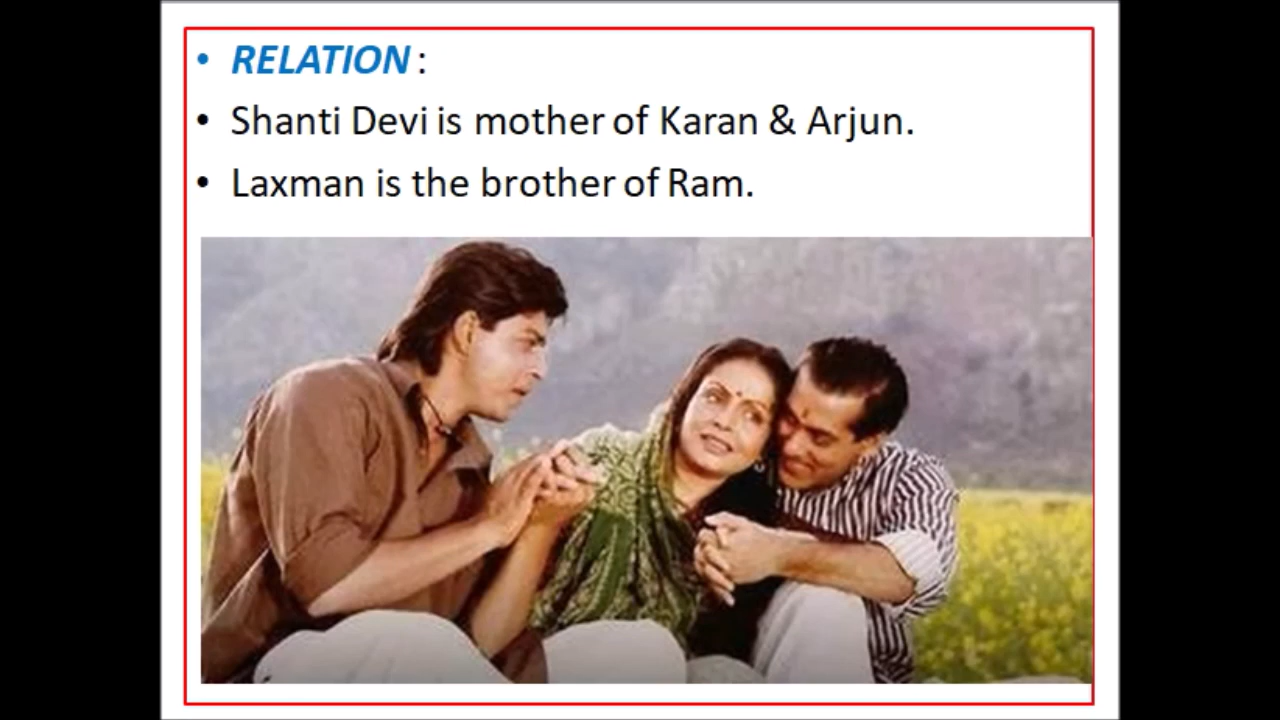 • RELATION :
• Shanti Devi is mother of Karan & Arjun.
• Laxman is the brother of Ram.